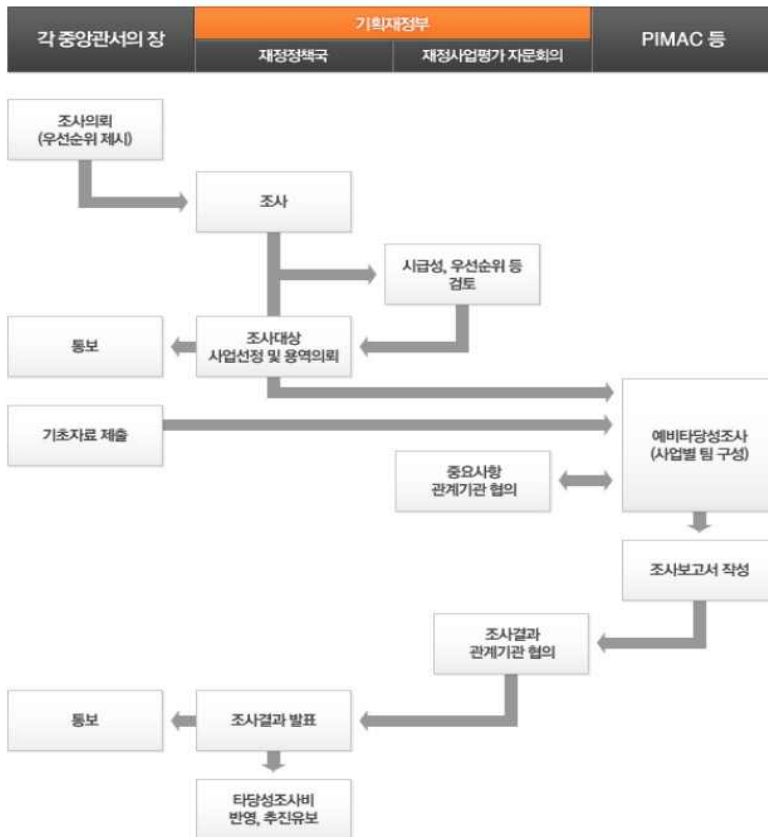 각 중앙관서의 장
기획재정부
재정정책국
재정사업평가 자문회의
PIMAC 등
조사의뢰
(우선순위 제시)
조사
시급성, 우선순위 등
검토
통보
조사대상
사업선정 및 용역의뢰
기초자료 제출
예비타당성조사
(사업별 팀 구성)
중요사항
관계기관 협의
조사보고서 작성
조사결과
관계기관 협의
통보
조사결과 발표
타당성조사비
반영, 추진유보